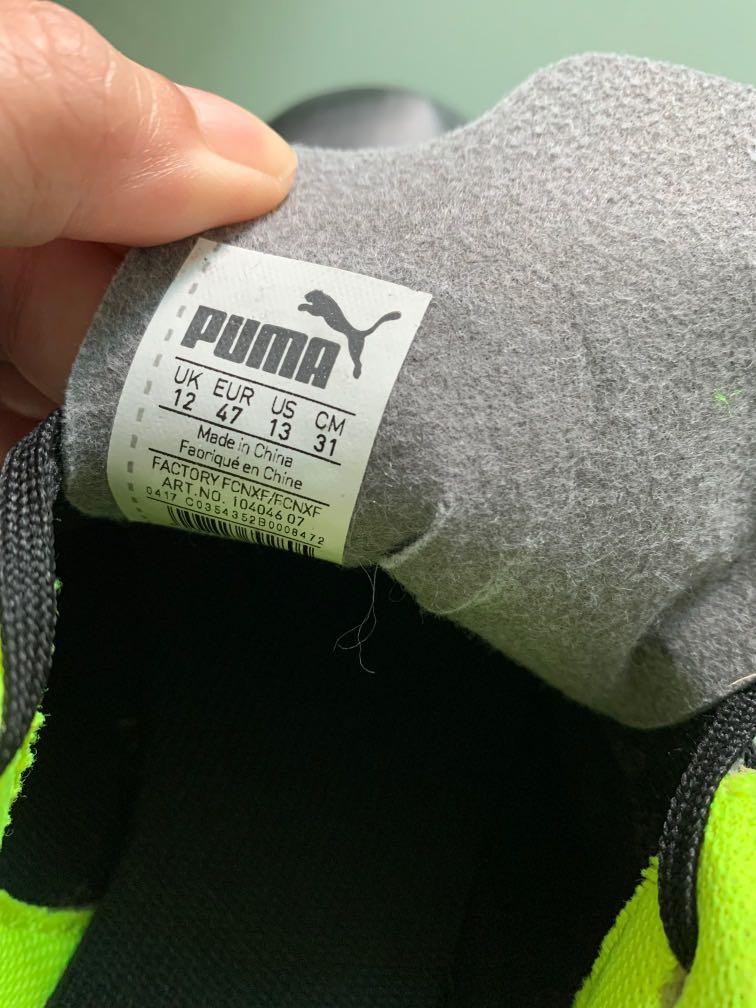 PUMA
UK EUR US CM
12 47 13 31
Made in China
Fabriqué en Chine
FACTORY FCNXF/FCNXF
ART.NO. 104046 07
0417 C0354352B0008472